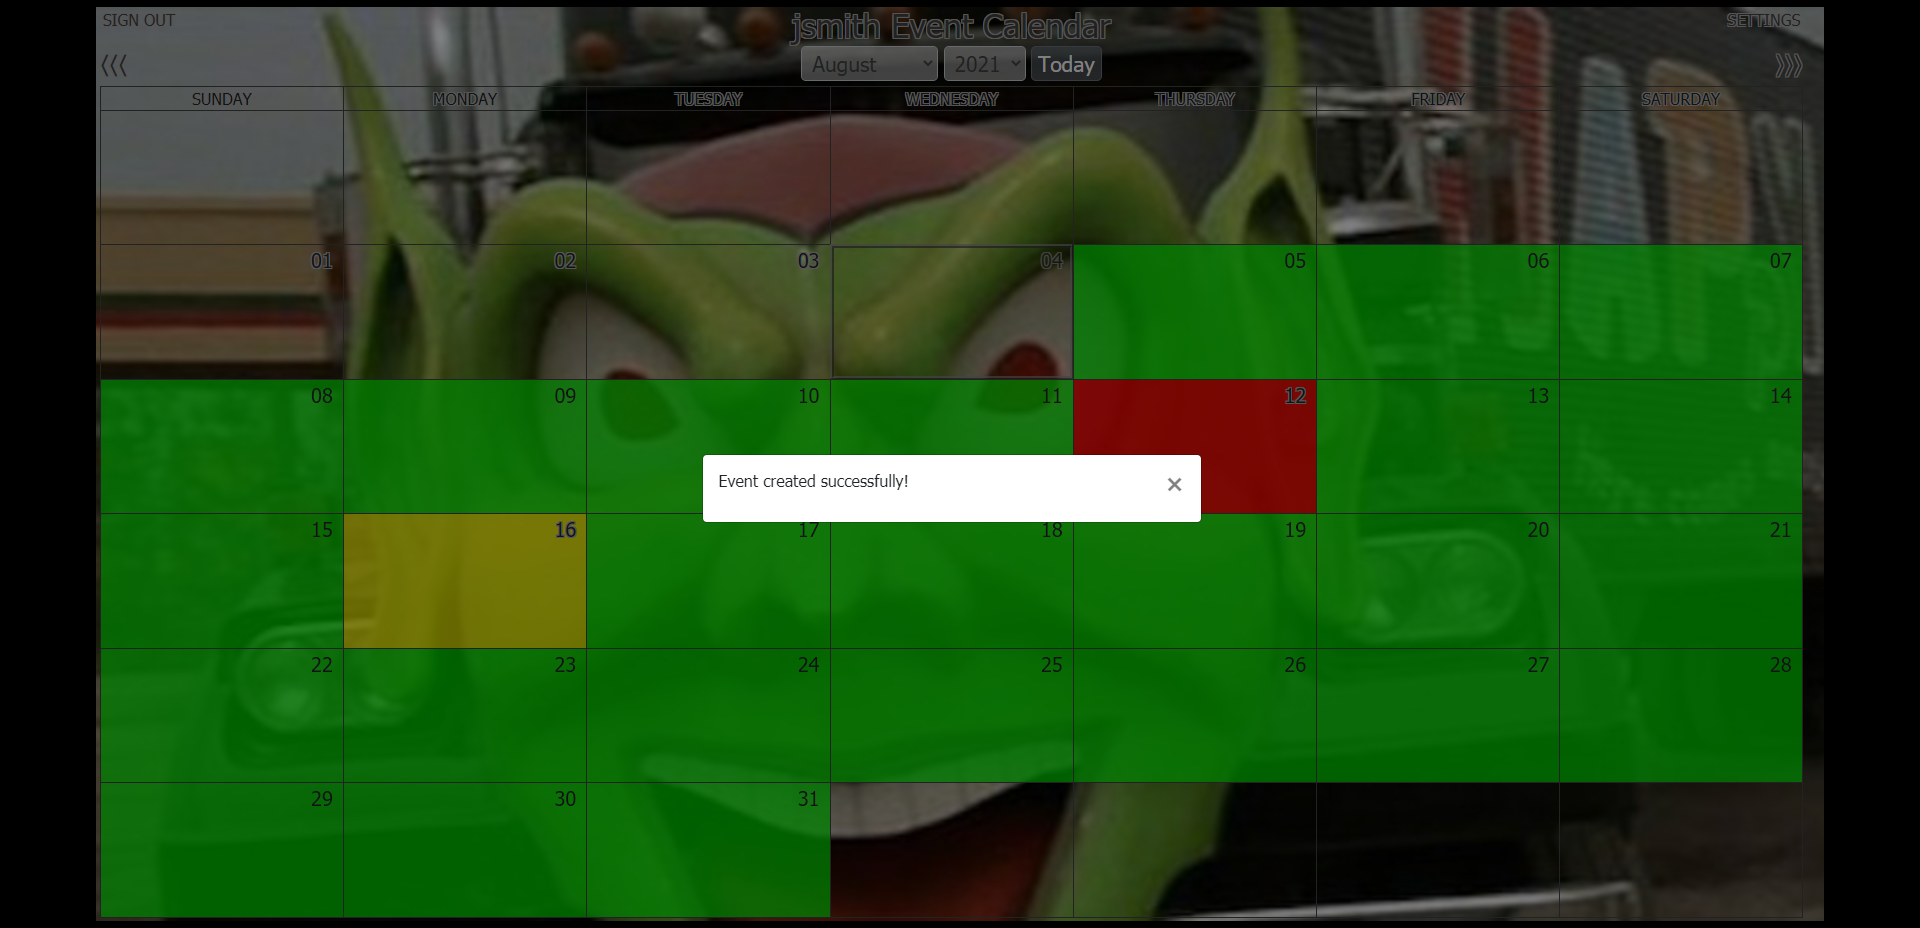 SIGN OUT
jsmith Event Calendar
SETTINGS
⟨⟨⟨
August 2021 Today
⟩⟩⟩
SUNDAY MONDAY TUESDAY WEDNESDAY THURSDAY FRIDAY SATURDAY
01 02 03 04 05 06 07
08 09 10 11 12 13 14
Event created successfully! ×
15 16 17 18 19 20 21
22 23 24 25 26 27 28
29 30 31